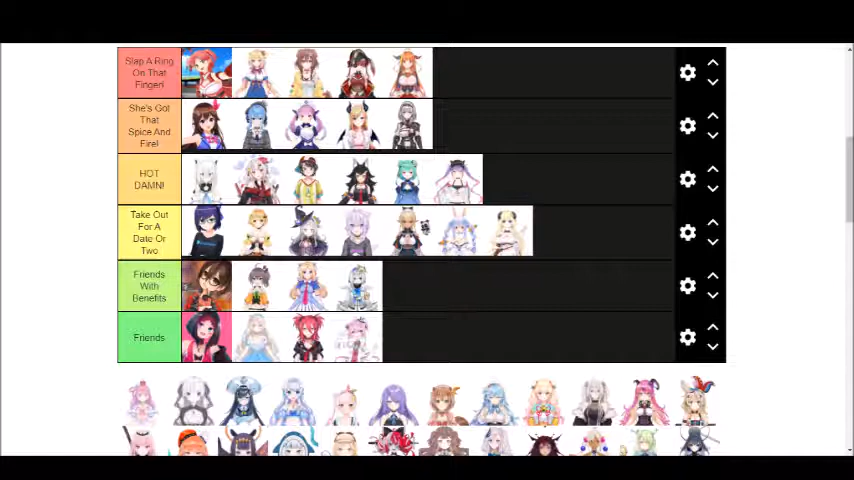 Slap A Ring
On That
Finger!
She's Got
That
Spice And
Fire!
HOT
DAMN!
Take Out
For A
Date Or
Two
Friends
With
Benefits
Friends